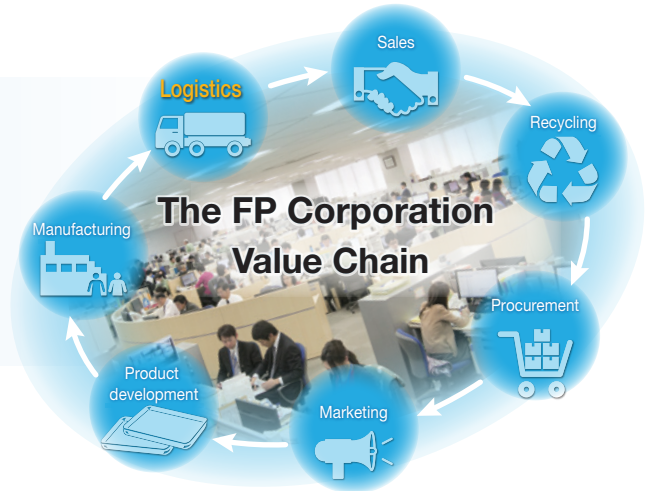 Sales
Logistics
Recycling
The FP Corporation
Value Chain
Manufacturing
Procurement
Product
development
Marketing